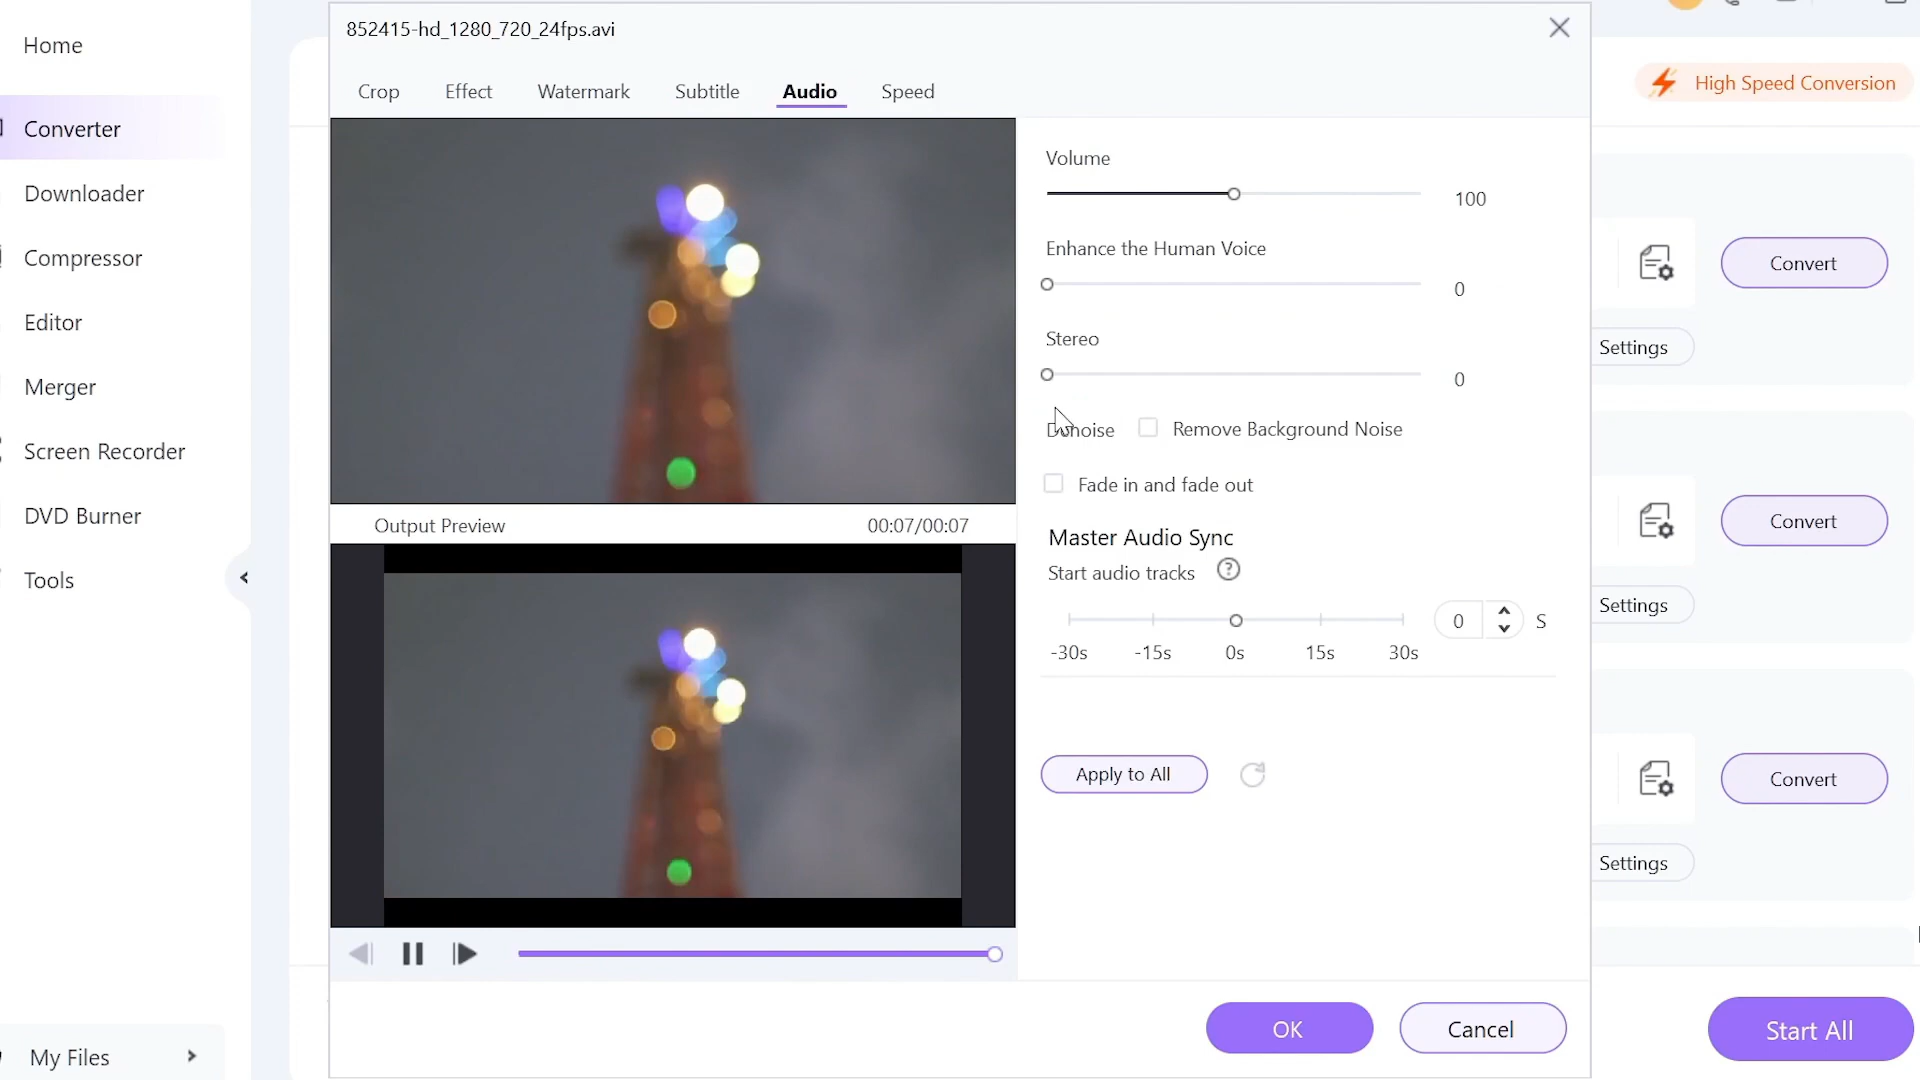 Home
Converter
Downloader
Compressor
Editor
Merger
Screen Recorder
DVD Burner
Tools
My Files
852415-hd_1280_720_24fps.avi
Crop Effect Watermark Subtitle Audio Speed
Output Preview 00:07/00:07
Volume
100
Enhance the Human Voice
0
Stereo
0
Denoise Remove Background Noise
Fade in and fade out
Master Audio Sync
Start audio tracks ?
0 S
-30s -15s 0s 15s 30s
Apply to All
OK Cancel
High Speed Conversion
Convert
Settings
Convert
Settings
Convert
Settings
Start All